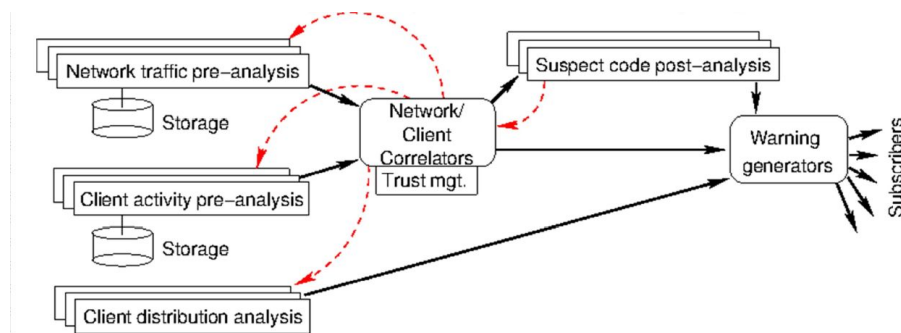 Network traffic pre-analysis
Storage
Client activity pre-analysis
Storage
Client distribution analysis
Network/
Client
Correlators
Trust mgt.
Suspect code post-analysis
Warning
generators
Subscribers